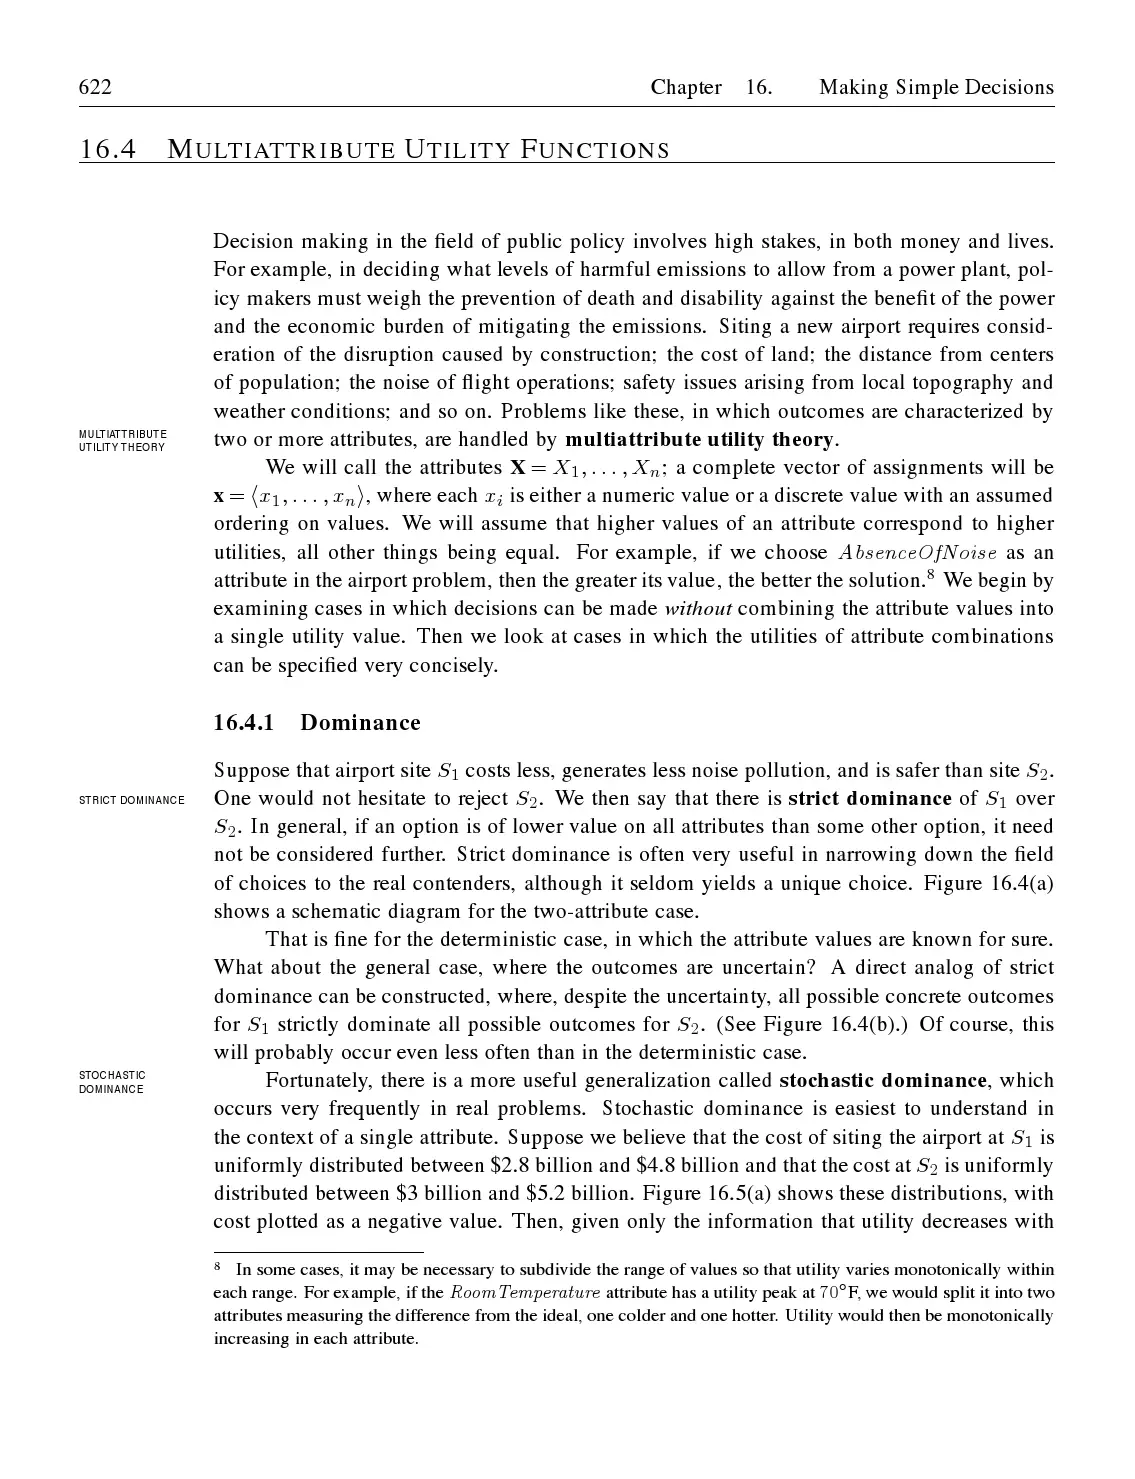 622 Chapter 16. Making Simple Decisions
16.4 MULTIATTRIBUTE UTILITY FUNCTIONS
Decision making in the field of public policy involves high stakes, in both money and lives.
For example, in deciding what levels of harmful emissions to allow from a power plant, pol-
icy makers must weigh the prevention of death and disability against the benefit of the power
and the economic burden of mitigating the emissions. Siting a new airport requires consid-
eration of the disruption caused by construction; the cost of land; the distance from centers
of population; the noise of flight operations; safety issues arising from local topography and
weather conditions; and so on. Problems like these, in which outcomes are characterized by
MULTIATTRIBUTE
UTILITY THEORY
two or more attributes, are handled by multiattribute utility theory.
We will call the attributes X = X₁, . . . , Xₙ; a complete vector of assignments will be
x = ⟨x₁, . . . , xₙ⟩, where each xᵢ is either a numeric value or a discrete value with an assumed
ordering on values. We will assume that higher values of an attribute correspond to higher
utilities, all other things being equal. For example, if we choose AbsenceOfNoise as an
attribute in the airport problem, then the greater its value, the better the solution.⁸ We begin by
examining cases in which decisions can be made without combining the attribute values into
a single utility value. Then we look at cases in which the utilities of attribute combinations
can be specified very concisely.
16.4.1 Dominance
Suppose that airport site S₁ costs less, generates less noise pollution, and is safer than site S₂.
STRICT DOMINANCE
One would not hesitate to reject S₂. We then say that there is strict dominance of S₁ over
S₂. In general, if an option is of lower value on all attributes than some other option, it need
not be considered further. Strict dominance is often very useful in narrowing down the field
of choices to the real contenders, although it seldom yields a unique choice. Figure 16.4(a)
shows a schematic diagram for the two-attribute case.
That is fine for the deterministic case, in which the attribute values are known for sure.
What about the general case, where the outcomes are uncertain? A direct analog of strict
dominance can be constructed, where, despite the uncertainty, all possible concrete outcomes
for S₁ strictly dominate all possible outcomes for S₂. (See Figure 16.4(b).) Of course, this
will probably occur even less often than in the deterministic case.
STOCHASTIC
DOMINANCE
Fortunately, there is a more useful generalization called stochastic dominance, which
occurs very frequently in real problems. Stochastic dominance is easiest to understand in
the context of a single attribute. Suppose we believe that the cost of siting the airport at S₁ is
uniformly distributed between $2.8 billion and $4.8 billion and that the cost at S₂ is uniformly
distributed between $3 billion and $5.2 billion. Figure 16.5(a) shows these distributions, with
cost plotted as a negative value. Then, given only the information that utility decreases with
⁸ In some cases, it may be necessary to subdivide the range of values so that utility varies monotonically within
each range. For example, if the RoomTemperature attribute has a utility peak at 70°F, we would split it into two
attributes measuring the difference from the ideal, one colder and one hotter. Utility would then be monotonically
increasing in each attribute.